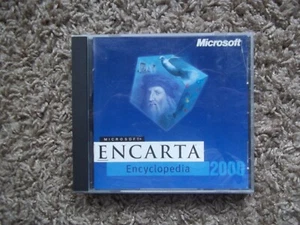 Microsoft
MICROSOFT
ENCARTA
Encyclopedia
2000